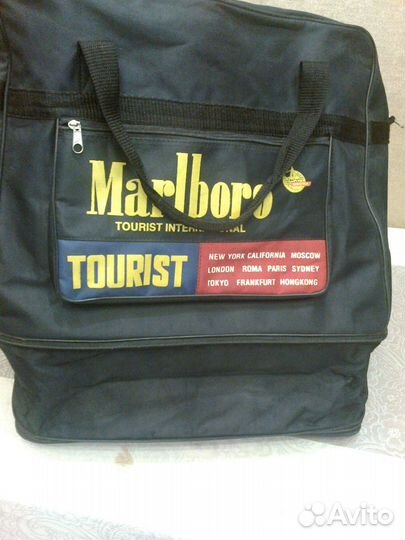 Marlboro
TOURIST INTERNATIONAL
TOURIST
NEW YORK CALIFORNIA MOSCOW
LONDON ROMA PARIS SYDNEY
TOKYO FRANKFURT HONGKONG
Avito